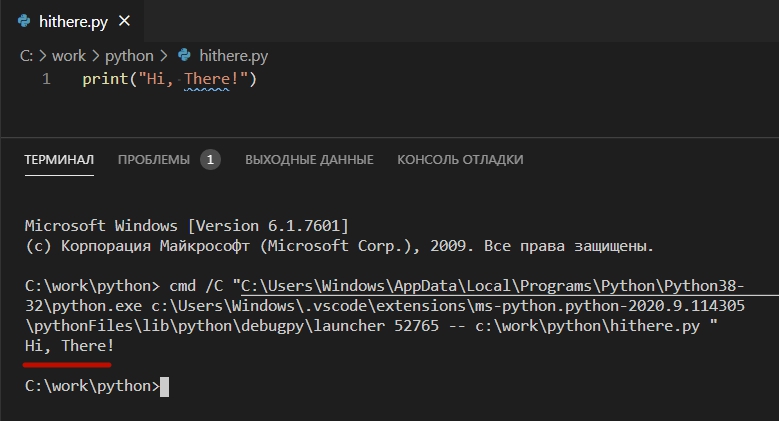 hithere.py ×
C: > work > python > hithere.py
1 print("Hi, There!")
ТЕРМИНАЛ ПРОБЛЕМЫ 1 ВЫХОДНЫЕ ДАННЫЕ КОНСОЛЬ ОТЛАДКИ
Microsoft Windows [Version 6.1.7601]
(c) Корпорация Майкрософт (Microsoft Corp.), 2009. Все права защищены.
C:\work\python> cmd /C "C:\Users\Windows\AppData\Local\Programs\Python\Python38-
32\python.exe c:\Users\Windows\.vscode\extensions\ms-python.python-2020.9.114305
\pythonFiles\lib\python\debugpy\launcher 52765 -- c:\work\python\hithere.py "
Hi, There!
C:\work\python>